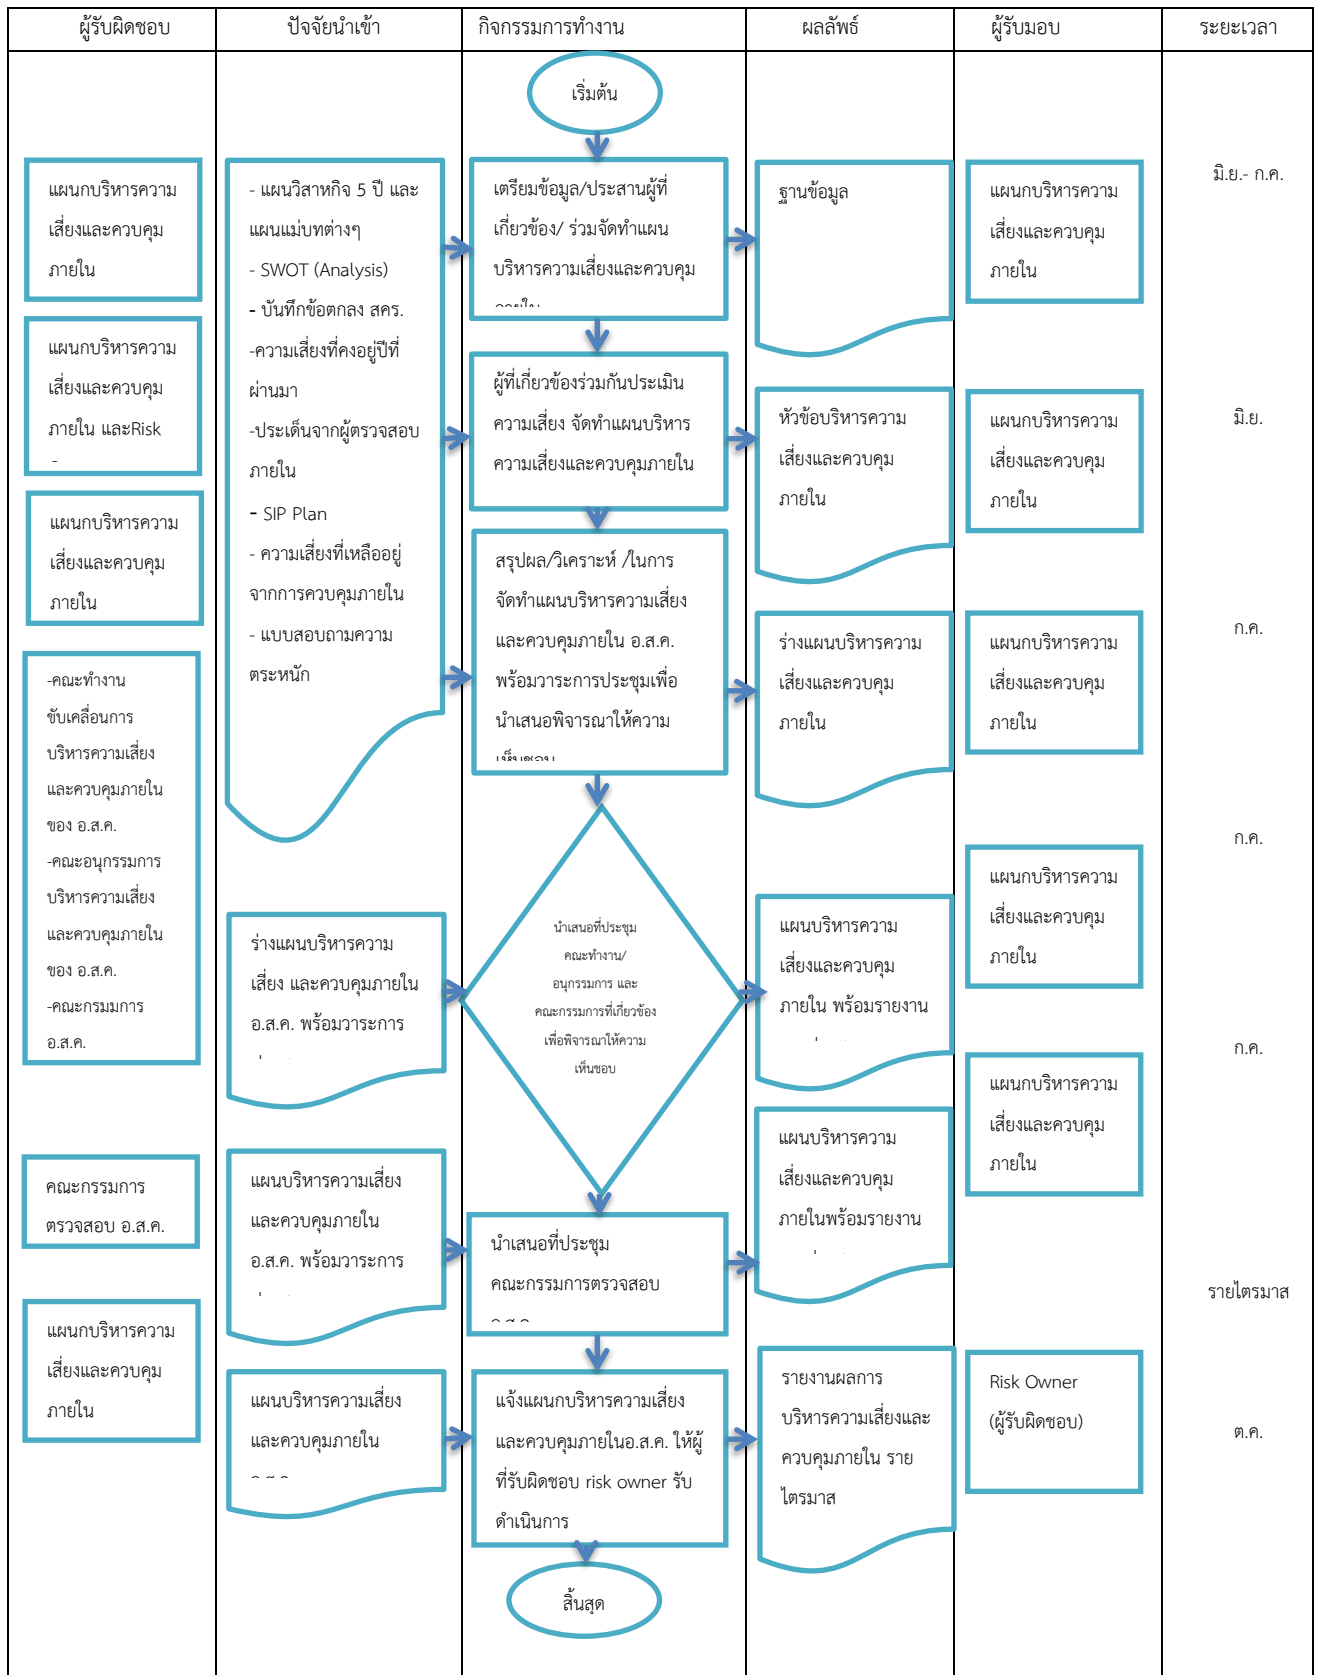 ผู้รับผิดชอบ
ปัจจัยนำเข้า
กิจกรรมการทำงาน
ผลลัพธ์
ผู้รับมอบ
ระยะเวลา
เริ่มต้น
แผนกบริหารความ
เสี่ยงและควบคุม
ภายใน
แผนกบริหารความ
เสี่ยงและควบคุม
ภายใน และRisk
แผนกบริหารความ
เสี่ยงและควบคุม
ภายใน
-คณะทำงาน
ขับเคลื่อนการ
บริหารความเสี่ยง
และควบคุมภายใน
ของ อ.ส.ค.
-คณะอนุกรรมการ
บริหารความเสี่ยง
และควบคุมภายใน
ของ อ.ส.ค.
-คณะกรมมการ
อ.ส.ค.
คณะกรรมการ
ตรวจสอบ อ.ส.ค.
แผนกบริหารความ
เสี่ยงและควบคุม
ภายใน
- แผนวิสาหกิจ 5 ปี และ
แผนแม่บทต่างๆ
- SWOT (Analysis)
- บันทึกข้อตกลง สคร.
-ความเสี่ยงที่คงอยู่ปีที่
ผ่านมา
-ประเด็นจากผู้ตรวจสอบ
ภายใน
- SIP Plan
- ความเสี่ยงที่เหลืออยู่
จากการควบคุมภายใน
- แบบสอบถามความ
ตระหนัก
ร่างแผนบริหารความ
เสี่ยง และควบคุมภายใน
อ.ส.ค. พร้อมวาระการ
แผนบริหารความเสี่ยง
และควบคุมภายใน
อ.ส.ค. พร้อมวาระการ
แผนบริหารความเสี่ยง
และควบคุมภายใน
เตรียมข้อมูล/ประสานผู้ที่
เกี่ยวข้อง/ ร่วมจัดทำแผน
บริหารความเสี่ยงและควบคุม
ภายใน
ผู้ที่เกี่ยวข้องร่วมกันประเมิน
ความเสี่ยง จัดทำแผนบริหาร
ความเสี่ยงและควบคุมภายใน
สรุปผล/วิเคราะห์ /ในการ
จัดทำแผนบริหารความเสี่ยง
และควบคุมภายใน อ.ส.ค.
พร้อมวาระการประชุมเพื่อ
นำเสนอพิจารณาให้ความ
เห็นชอบ
นำเสนอที่ประชุม
คณะทำงาน/
อนุกรรมการ และ
คณะกรรมการที่เกี่ยวข้อง
เพื่อพิจารณาให้ความ
เห็นชอบ
นำเสนอที่ประชุม
คณะกรรมการตรวจสอบ
แจ้งแผนกบริหารความเสี่ยง
และควบคุมภายในอ.ส.ค. ให้ผู้
ที่รับผิดชอบ risk owner รับ
ดำเนินการ
สิ้นสุด
ฐานข้อมูล
หัวข้อบริหารความ
เสี่ยงและควบคุม
ภายใน
ร่างแผนบริหารความ
เสี่ยงและควบคุม
ภายใน
แผนบริหารความ
เสี่ยงและควบคุม
ภายใน พร้อมรายงาน
แผนบริหารความ
เสี่ยงและควบคุม
ภายในพร้อมรายงาน
รายงานผลการ
บริหารความเสี่ยงและ
ควบคุมภายใน ราย
ไตรมาส
แผนกบริหารความ
เสี่ยงและควบคุม
ภายใน
แผนกบริหารความ
เสี่ยงและควบคุม
ภายใน
แผนกบริหารความ
เสี่ยงและควบคุม
ภายใน
แผนกบริหารความ
เสี่ยงและควบคุม
ภายใน
แผนกบริหารความ
เสี่ยงและควบคุม
ภายใน
Risk Owner
(ผู้รับผิดชอบ)
มิ.ย.- ก.ค.
มิ.ย.
ก.ค.
ก.ค.
ก.ค.
รายไตรมาส
ต.ค.